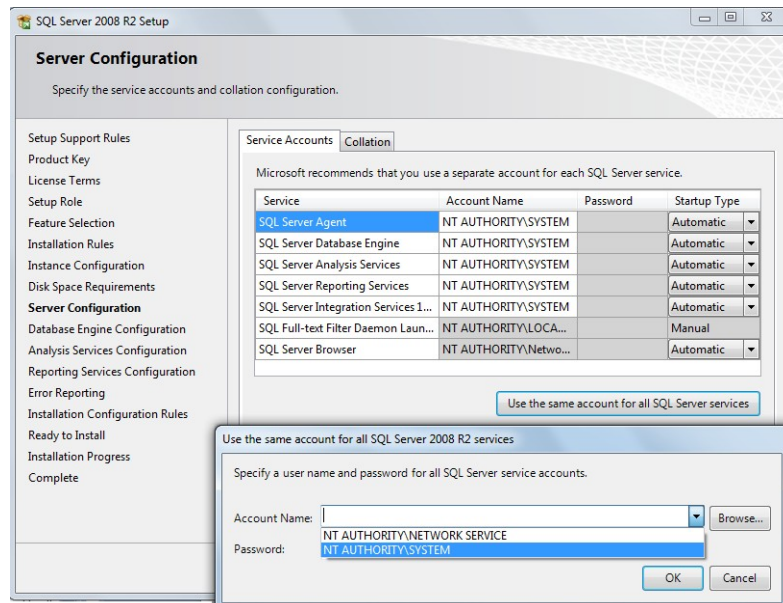 SQL Server 2008 R2 Setup
Server Configuration
Specify the service accounts and collation configuration.
Setup Support Rules
Product Key
License Terms
Setup Role
Feature Selection
Installation Rules
Instance Configuration
Disk Space Requirements
Server Configuration
Database Engine Configuration
Analysis Services Configuration
Reporting Services Configuration
Error Reporting
Installation Configuration Rules
Ready to Install
Installation Progress
Complete
Service Accounts Collation
Microsoft recommends that you use a separate account for each SQL Server service.
Service Account Name Password Startup Type
SQL Server Agent NT AUTHORITY\SYSTEM Automatic
SQL Server Database Engine NT AUTHORITY\SYSTEM Automatic
SQL Server Analysis Services NT AUTHORITY\SYSTEM Automatic
SQL Server Reporting Services NT AUTHORITY\SYSTEM Automatic
SQL Server Integration Services 1... NT AUTHORITY\SYSTEM Automatic
SQL Full-text Filter Daemon Laun... NT AUTHORITY\LOCA... Manual
SQL Server Browser NT AUTHORITY\Netwo... Automatic
Use the same account for all SQL Server services
Use the same account for all SQL Server 2008 R2 services
Specify a user name and password for all SQL Server service accounts.
Account Name: Browse...
NT AUTHORITY\NETWORK SERVICE
Password: NT AUTHORITY\SYSTEM
OK Cancel